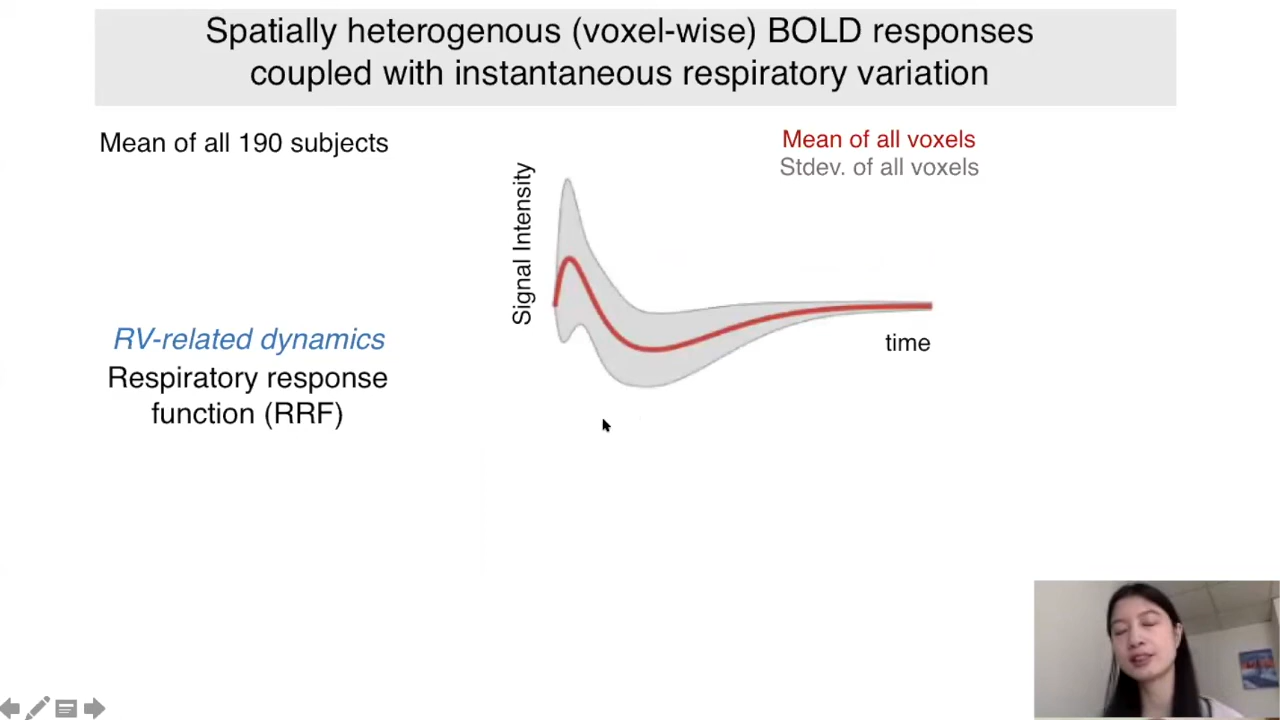 Spatially heterogenous (voxel-wise) BOLD responses
coupled with instantaneous respiratory variation
Mean of all 190 subjects
Mean of all voxels
Stdev. of all voxels
Signal Intensity
time
RV-related dynamics
Respiratory response
function (RRF)